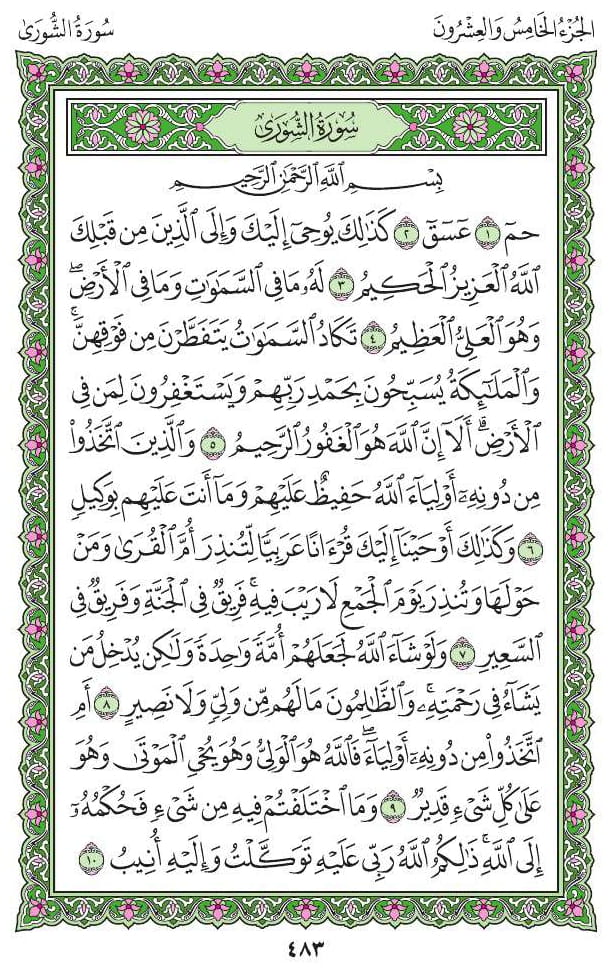 الجُزْءُ الخَامِسُ وَالعِشْرُونَ
سُورَةُ الشُّورَىٰ
سُورَةُ الشُّورَىٰ
بِسْمِ اللَّهِ الرَّحْمَٰنِ الرَّحِيمِ
حمٓ ١ عٓسٓقٓ ٢ كَذَٰلِكَ يُوحِيٓ إِلَيْكَ وَإِلَى ٱلَّذِينَ مِن قَبْلِكَ
ٱللَّهُ ٱلْعَزِيزُ ٱلْحَكِيمُ ٣ لَهُۥ مَا فِى ٱلسَّمَٰوَٰتِ وَمَا فِى ٱلْأَرْضِۖ
وَهُوَ ٱلْعَلِىُّ ٱلْعَظِيمُ ٤ تَكَادُ ٱلسَّمَٰوَٰتُ يَتَفَطَّرْنَ مِن فَوْقِهِنَّۚ
وَٱلْمَلَٰٓئِكَةُ يُسَبِّحُونَ بِحَمْدِ رَبِّهِمْ وَيَسْتَغْفِرُونَ لِمَن فِى
ٱلْأَرْضِۗ أَلَآ إِنَّ ٱللَّهَ هُوَ ٱلْغَفُورُ ٱلرَّحِيمُ ٥ وَٱلَّذِينَ ٱتَّخَذُوا۟
مِن دُونِهِۦٓ أَوْلِيَآءَ ٱللَّهُ حَفِيظٌ عَلَيْهِمْ وَمَآ أَنتَ عَلَيْهِم بِوَكِيلٍ
٦ وَكَذَٰلِكَ أَوْحَيْنَآ إِلَيْكَ قُرْءَانًا عَرَبِيًّا لِّتُنذِرَ أُمَّ ٱلْقُرَىٰ وَمَنْ
حَوْلَهَا وَتُنذِرَ يَوْمَ ٱلْجَمْعِ لَا رَيْبَ فِيهِۚ فَرِيقٌ فِى ٱلْجَنَّةِ وَفَرِيقٌ فِى
ٱلسَّعِيرِ ٧ وَلَوْ شَآءَ ٱللَّهُ لَجَعَلَهُمْ أُمَّةً وَٰحِدَةً وَلَٰكِن يُدْخِلُ مَن
يَشَآءُ فِى رَحْمَتِهِۦۚ وَٱلظَّٰلِمُونَ مَا لَهُم مِّن وَلِىٍّ وَلَا نَصِيرٍ ٨ أَمِ
ٱتَّخَذُوا۟ مِن دُونِهِۦٓ أَوْلِيَآءَۖ فَٱللَّهُ هُوَ ٱلْوَلِىُّ وَهُوَ يُحْىِ ٱلْمَوْتَىٰ وَهُوَ
عَلَىٰ كُلِّ شَىْءٍ قَدِيرٌ ٩ وَمَا ٱخْتَلَفْتُمْ فِيهِ مِن شَىْءٍ فَحُكْمُهُۥٓ
إِلَى ٱللَّهِۚ ذَٰلِكُمُ ٱللَّهُ رَبِّى عَلَيْهِ تَوَكَّلْتُ وَإِلَيْهِ أُنِيبُ ١٠
٤٨٣